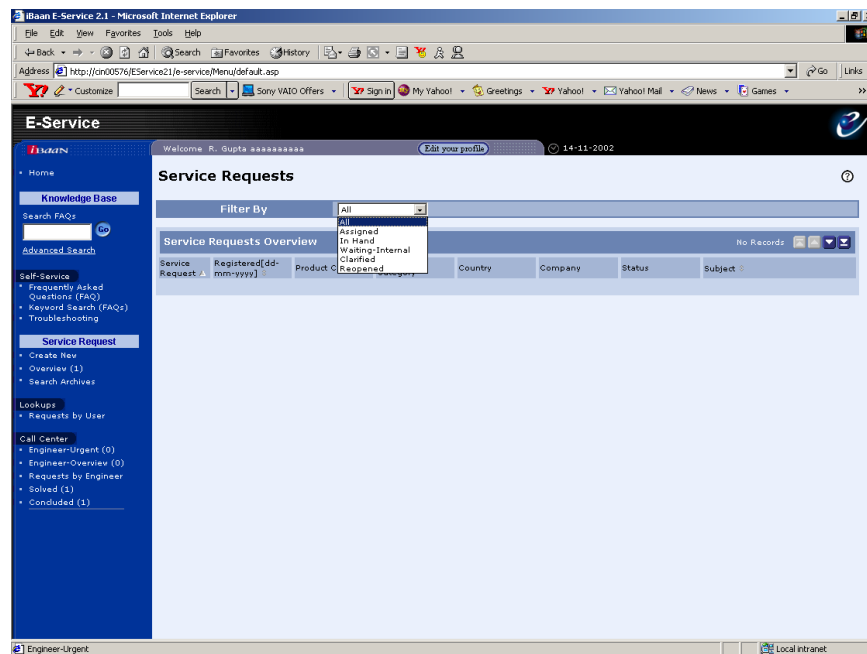 iBaan E-Service 2.1 - Microsoft Internet Explorer
File Edit View Favorites Tools Help
Back Search Favorites History
Address http://cin00576/EService21/e-service/Menu/default.asp Go Links
Y! Customize Search Sony VAIO Offers Sign in My Yahoo! Greetings Yahoo! Yahoo! Mail News Games »
E-Service
iBaan
Welcome R. Gupta aaaaaaaaa Edit your profile 14-11-2002
Home
Knowledge Base
Search FAQs
Go
Advanced Search
Self-Service
Frequently Asked
Questions (FAQ)
Keyword Search (FAQs)
Troubleshooting
Service Request
Create New
Overview (1)
Search Archives
Lookups
Requests by User
Call Center
Engineer-Urgent (0)
Engineer-Overview (0)
Requests by Engineer
Solved (1)
Concluded (1)
Service Requests ?
Filter By All
All
Assigned
In Hand
Waiting-Internal
Clarified
Reopened
Service Requests Overview No Records
Service Request Registered[dd-mm-yyyy] Product C Category Country Company Status Subject
Engineer-Urgent Local intranet